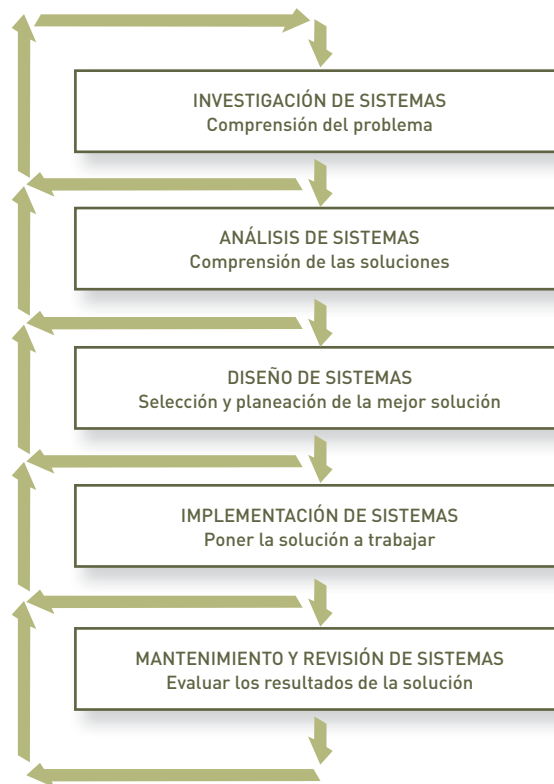 INVESTIGACIÓN DE SISTEMAS
Comprensión del problema
ANÁLISIS DE SISTEMAS
Comprensión de las soluciones
DISEÑO DE SISTEMAS
Selección y planeación de la mejor solución
IMPLEMENTACIÓN DE SISTEMAS
Poner la solución a trabajar
MANTENIMIENTO Y REVISIÓN DE SISTEMAS
Evaluar los resultados de la solución